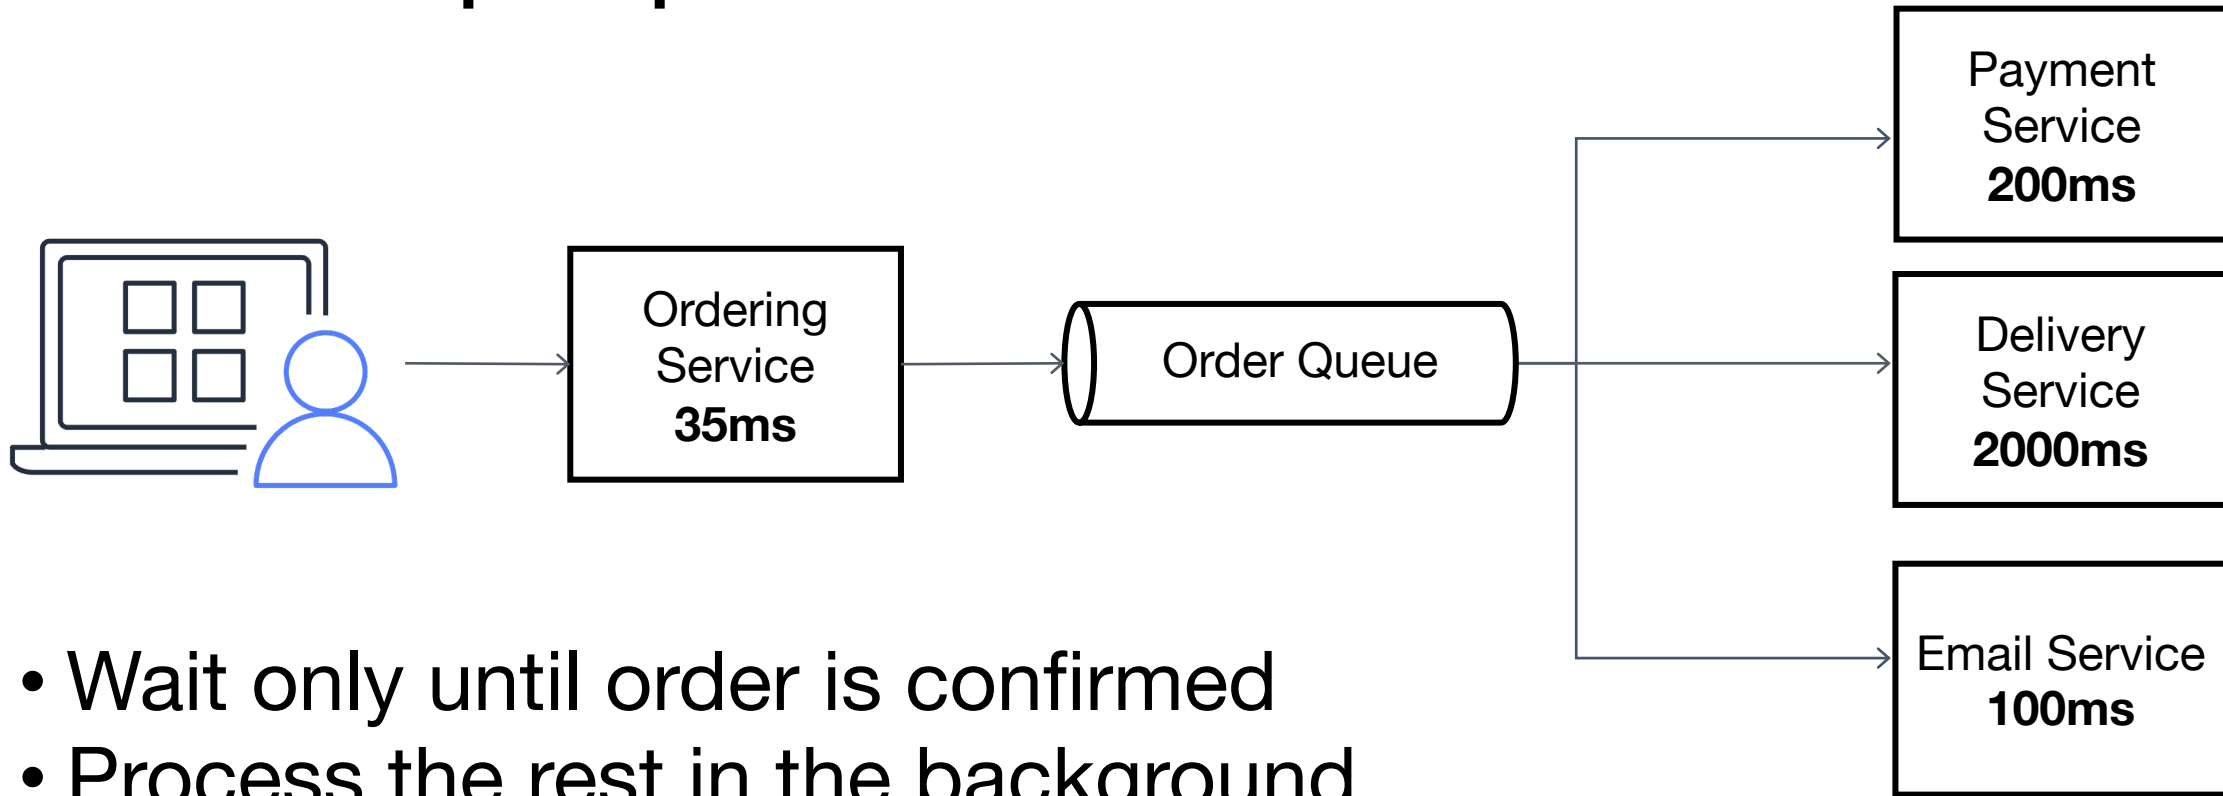 Payment
Service
200ms
Ordering
Service
35ms
Order Queue
Delivery
Service
2000ms
Email Service
100ms
• Wait only until order is confirmed
• Process the rest in the background